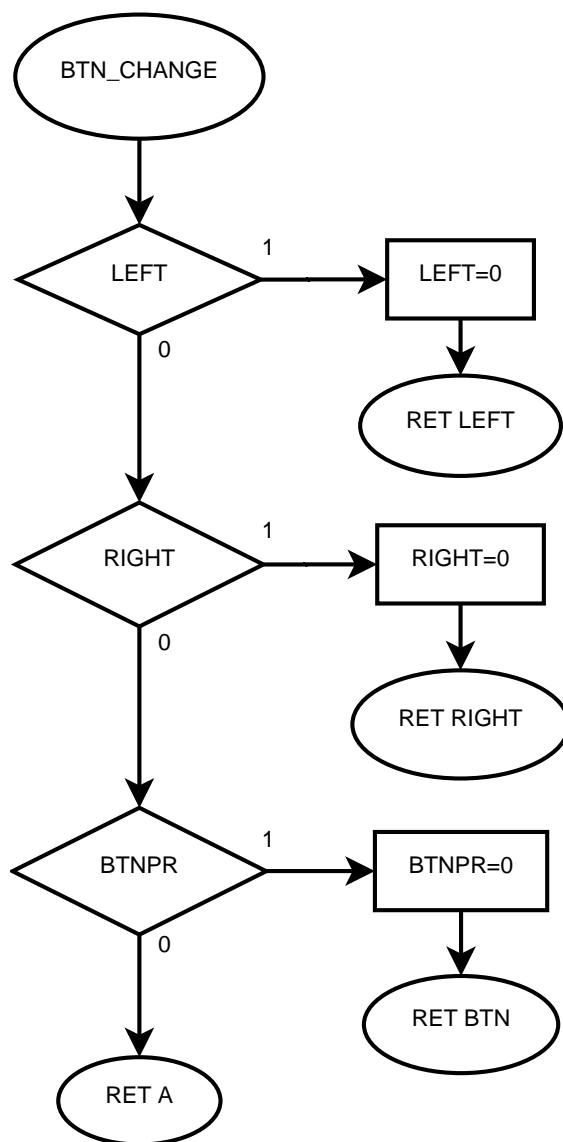 BTN_CHANGE
LEFT
1
LEFT=0
0
RET LEFT
RIGHT
1
RIGHT=0
0
RET RIGHT
BTNPR
1
BTNPR=0
0
RET BTN
RET A